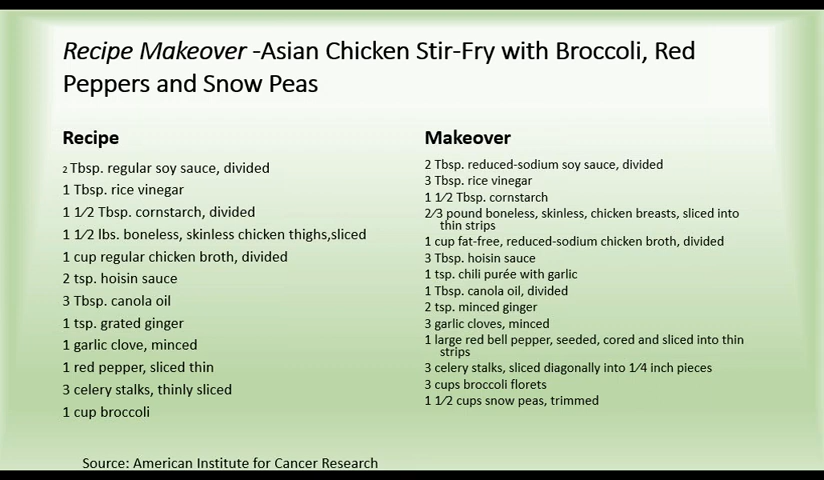 Recipe Makeover -Asian Chicken Stir-Fry with Broccoli, Red
Peppers and Snow Peas
Recipe
2 Tbsp. regular soy sauce, divided
1 Tbsp. rice vinegar
1 1⁄2 Tbsp. cornstarch, divided
1 1⁄2 lbs. boneless, skinless chicken thighs,sliced
1 cup regular chicken broth, divided
2 tsp. hoisin sauce
3 Tbsp. canola oil
1 tsp. grated ginger
1 garlic clove, minced
1 red pepper, sliced thin
3 celery stalks, thinly sliced
1 cup broccoli
Makeover
2 Tbsp. reduced-sodium soy sauce, divided
3 Tbsp. rice vinegar
1 1⁄2 Tbsp. cornstarch
2⁄3 pound boneless, skinless, chicken breasts, sliced into
thin strips
1 cup fat-free, reduced-sodium chicken broth, divided
3 Tbsp. hoisin sauce
1 tsp. chili purée with garlic
1 Tbsp. canola oil, divided
2 tsp. minced ginger
3 garlic cloves, minced
1 large red bell pepper, seeded, cored and sliced into thin
strips
3 celery stalks, sliced diagonally into 1⁄4 inch pieces
3 cups broccoli florets
1 1⁄2 cups snow peas, trimmed
Source: American Institute for Cancer Research